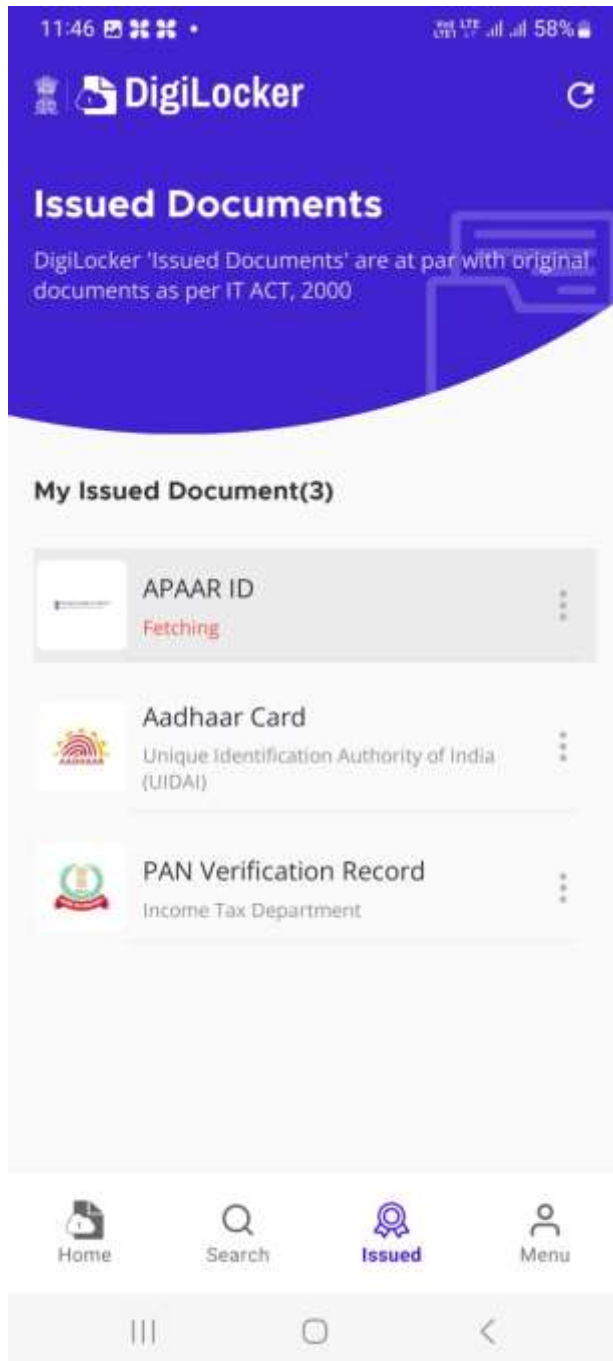 11:46
58%
DigiLocker
Issued Documents
DigiLocker 'Issued Documents' are at par with original
documents as per IT ACT, 2000
My Issued Document(3)
APAAR ID
Fetching
AADHAAR
Aadhaar Card
Unique Identification Authority of India
(UIDAI)
PAN Verification Record
Income Tax Department
Home
Search
Issued
Menu